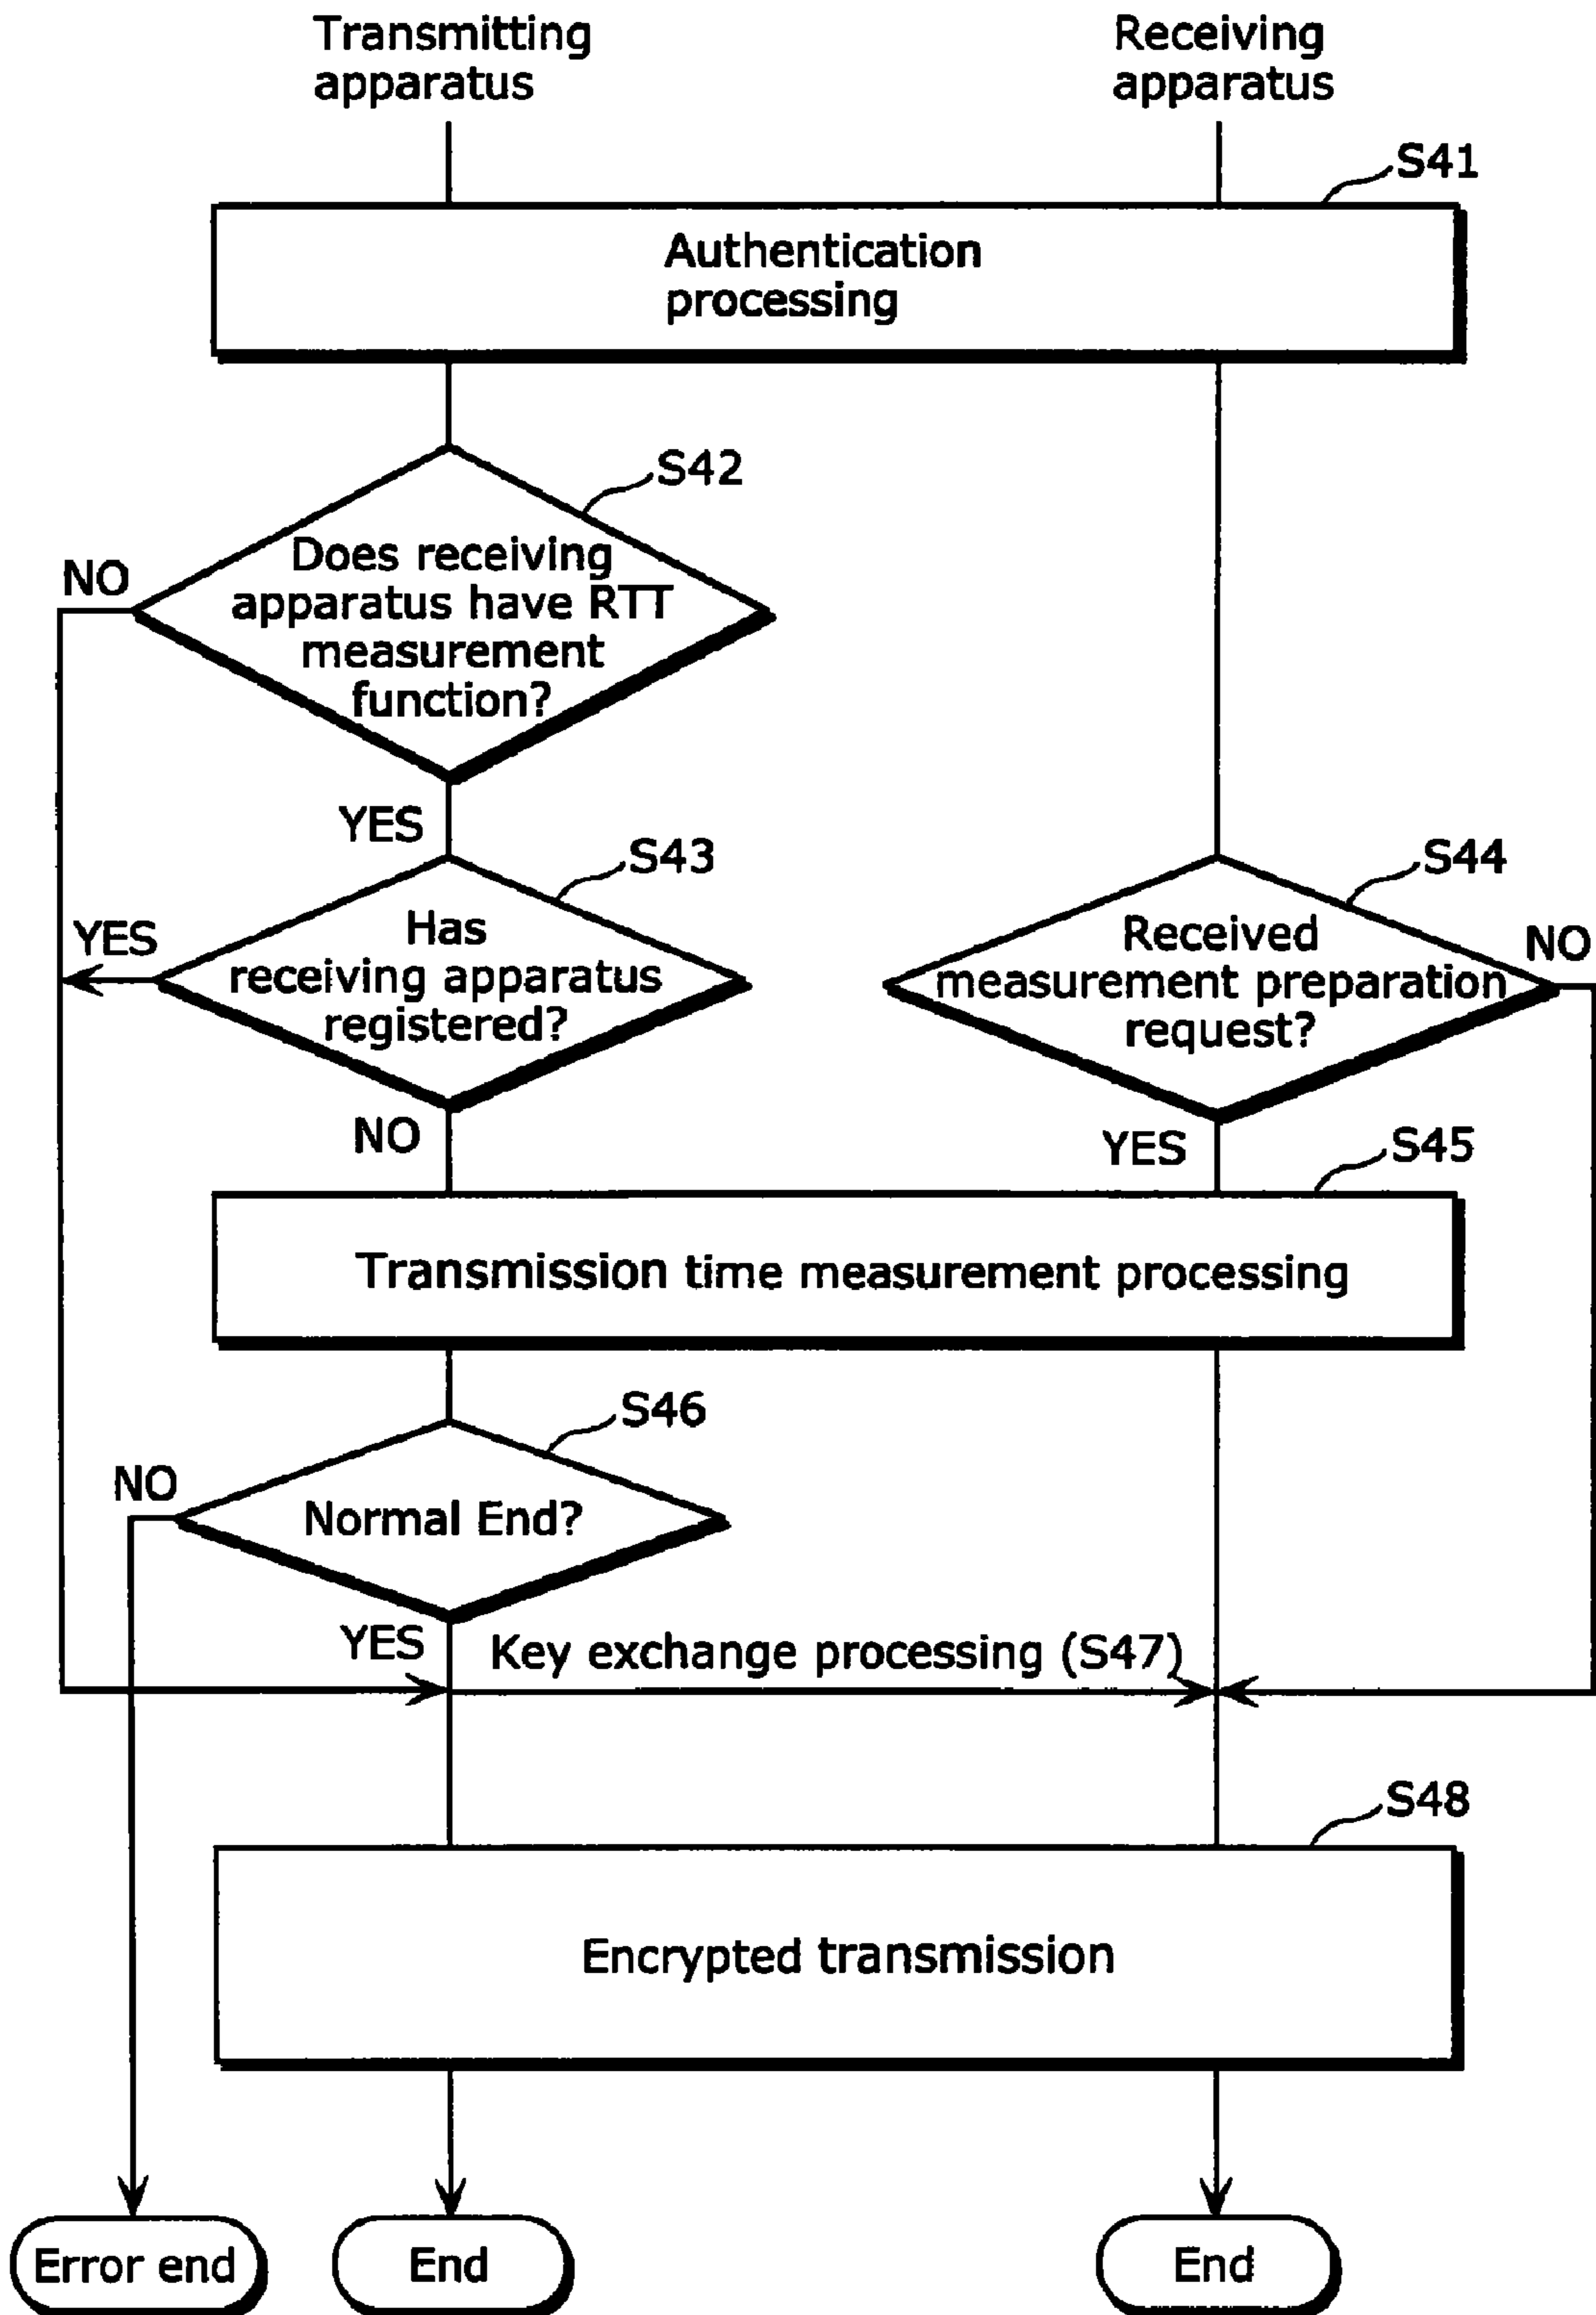 Transmitting
apparatus
Receiving
apparatus
S41
Authentication
processing
S42
Does receiving
apparatus have RTT
measurement
function?
NO
YES
S43
Has
receiving apparatus
registered?
YES
NO
S44
Received
measurement preparation
request?
NO
YES
S45
Transmission time measurement processing
S46
Normal End?
NO
YES
Key exchange processing (S47)
S48
Encrypted transmission
Error end
End
End